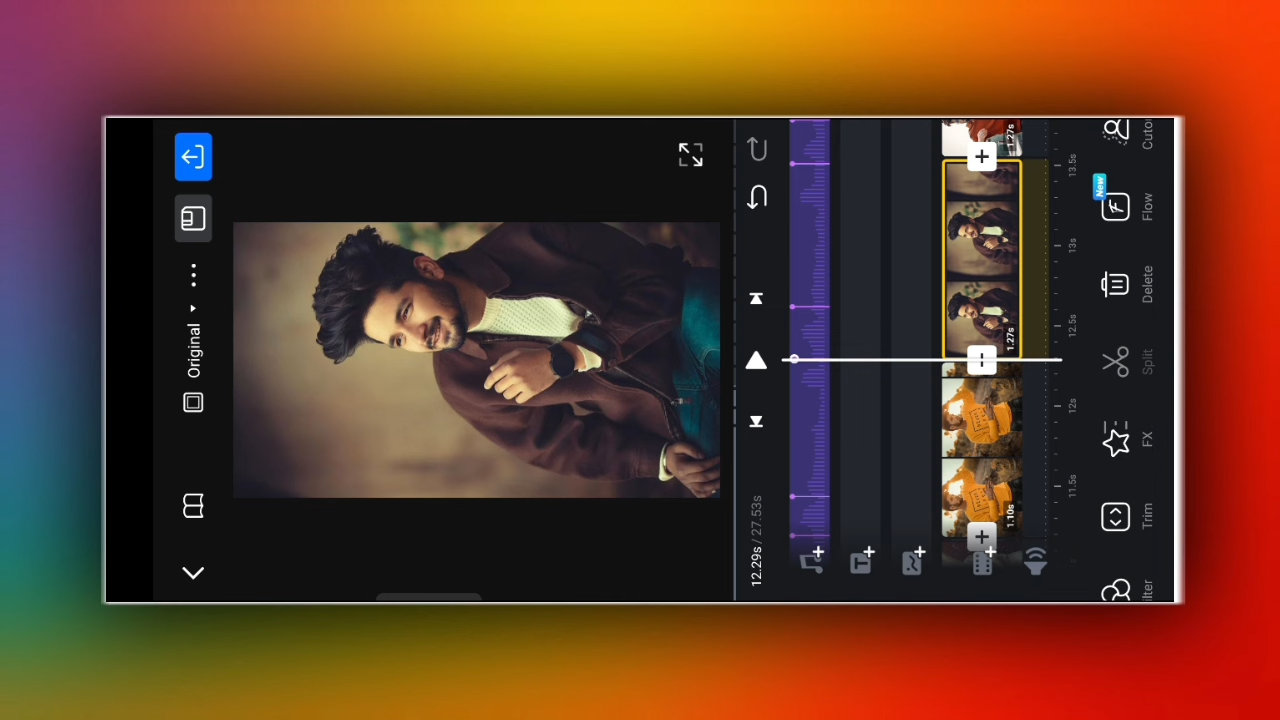 Original
12.29s / 27.53s
1.10s
1.27s
1.27s
11.5s
12s
12.5s
13s
13.5s
T
ilter
Trim
FX
Split
Delete
New
Flow
Cuto